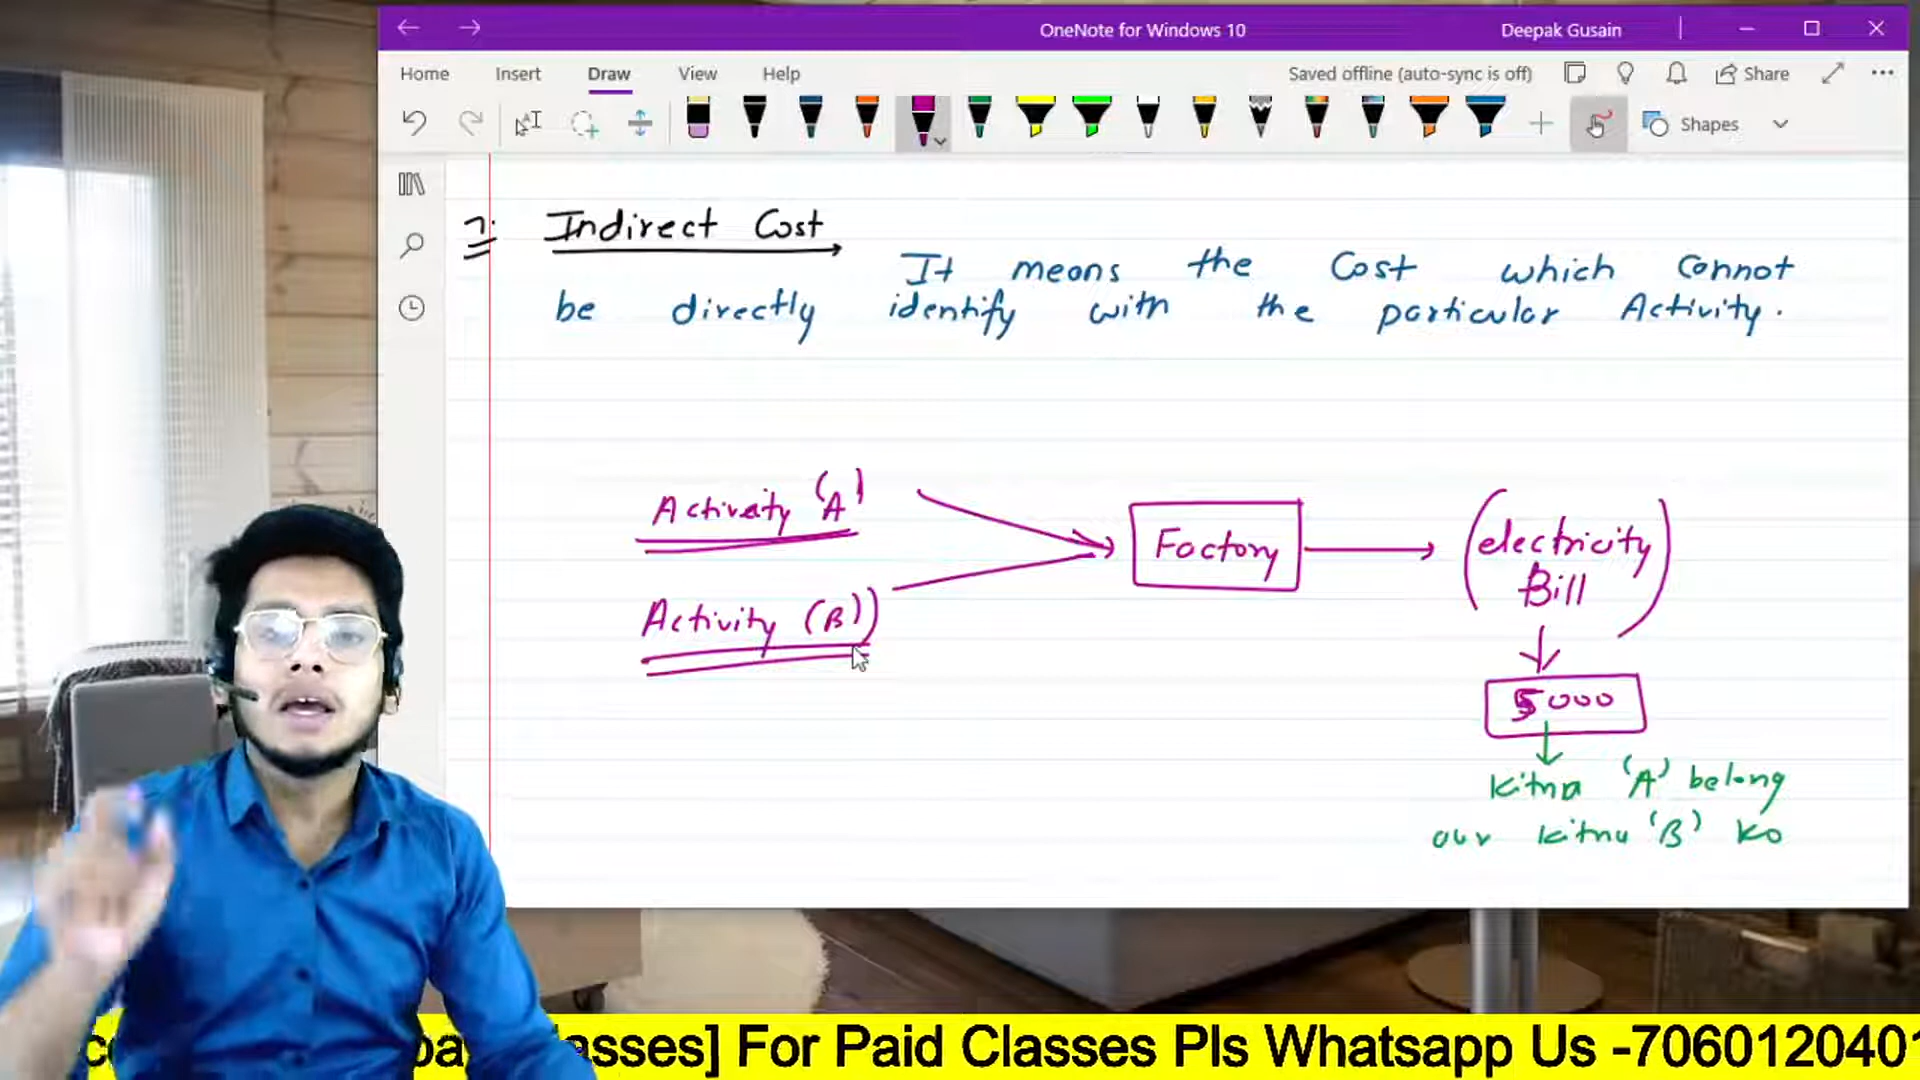 OneNote for Windows 10
Deepak Gusain
Home Insert Draw View Help
Saved offline (auto-sync is off) Share
Shapes
7. Indirect Cost
It means the Cost which cannot
be directly identify with the particular Activity.
Activity (A)
Activity (B))
Factory
electricity
Bill
5000
kitna 'A' belong
our kitna 'B' ko
asses] For Paid Classes Pls Whatsapp Us -7060120401